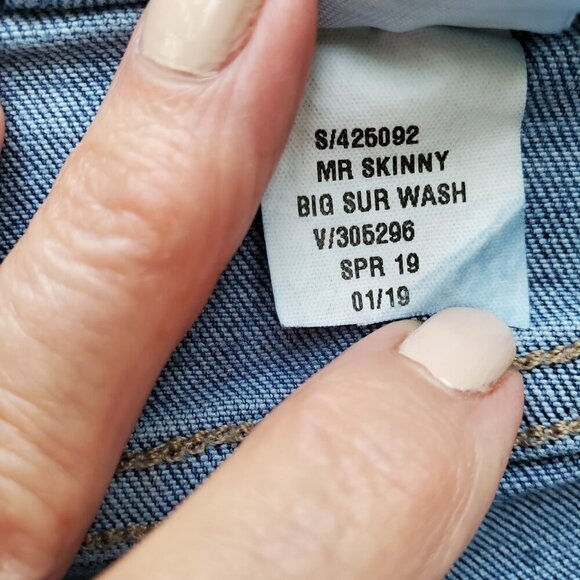 S/425092
MR SKINNY
BIG SUR WASH
V/305296
SPR 19
01/19